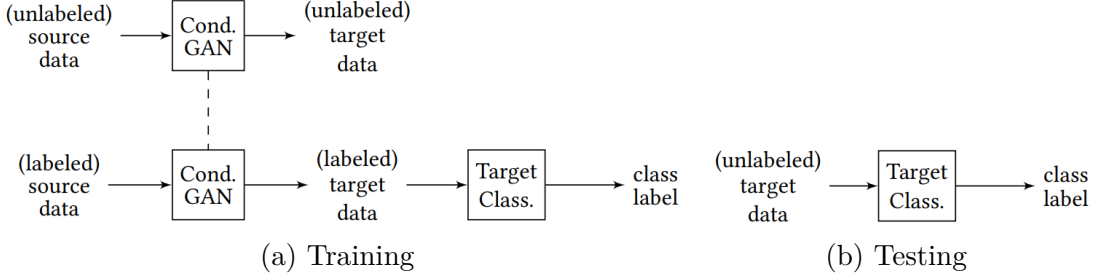 (unlabeled)
source
data
Cond.
GAN
(unlabeled)
target
data
(labeled)
source
data
Cond.
GAN
(labeled)
target
data
Target
Class.
class
label
(a) Training
(unlabeled)
target
data
Target
Class.
class
label
(b) Testing